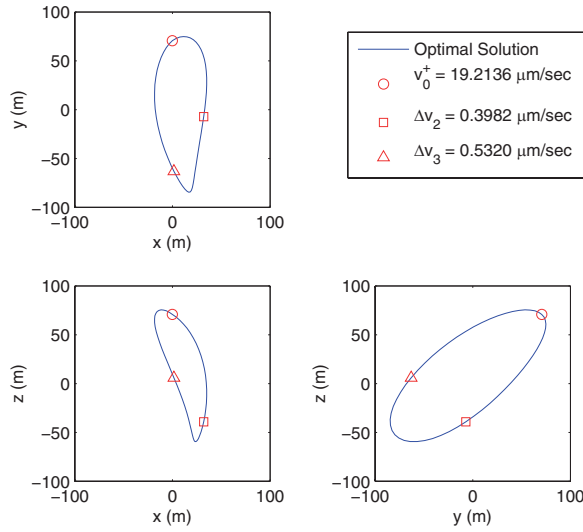 100
50
0
−50
−100
y (m)
−100 0 100
x (m)
Optimal Solution
v₀⁺ = 19.2136 μm/sec
Δv₂ = 0.3982 μm/sec
Δv₃ = 0.5320 μm/sec
100
50
0
−50
−100
z (m)
−100 0 100
x (m)
100
50
0
−50
−100
z (m)
−100 0 100
y (m)